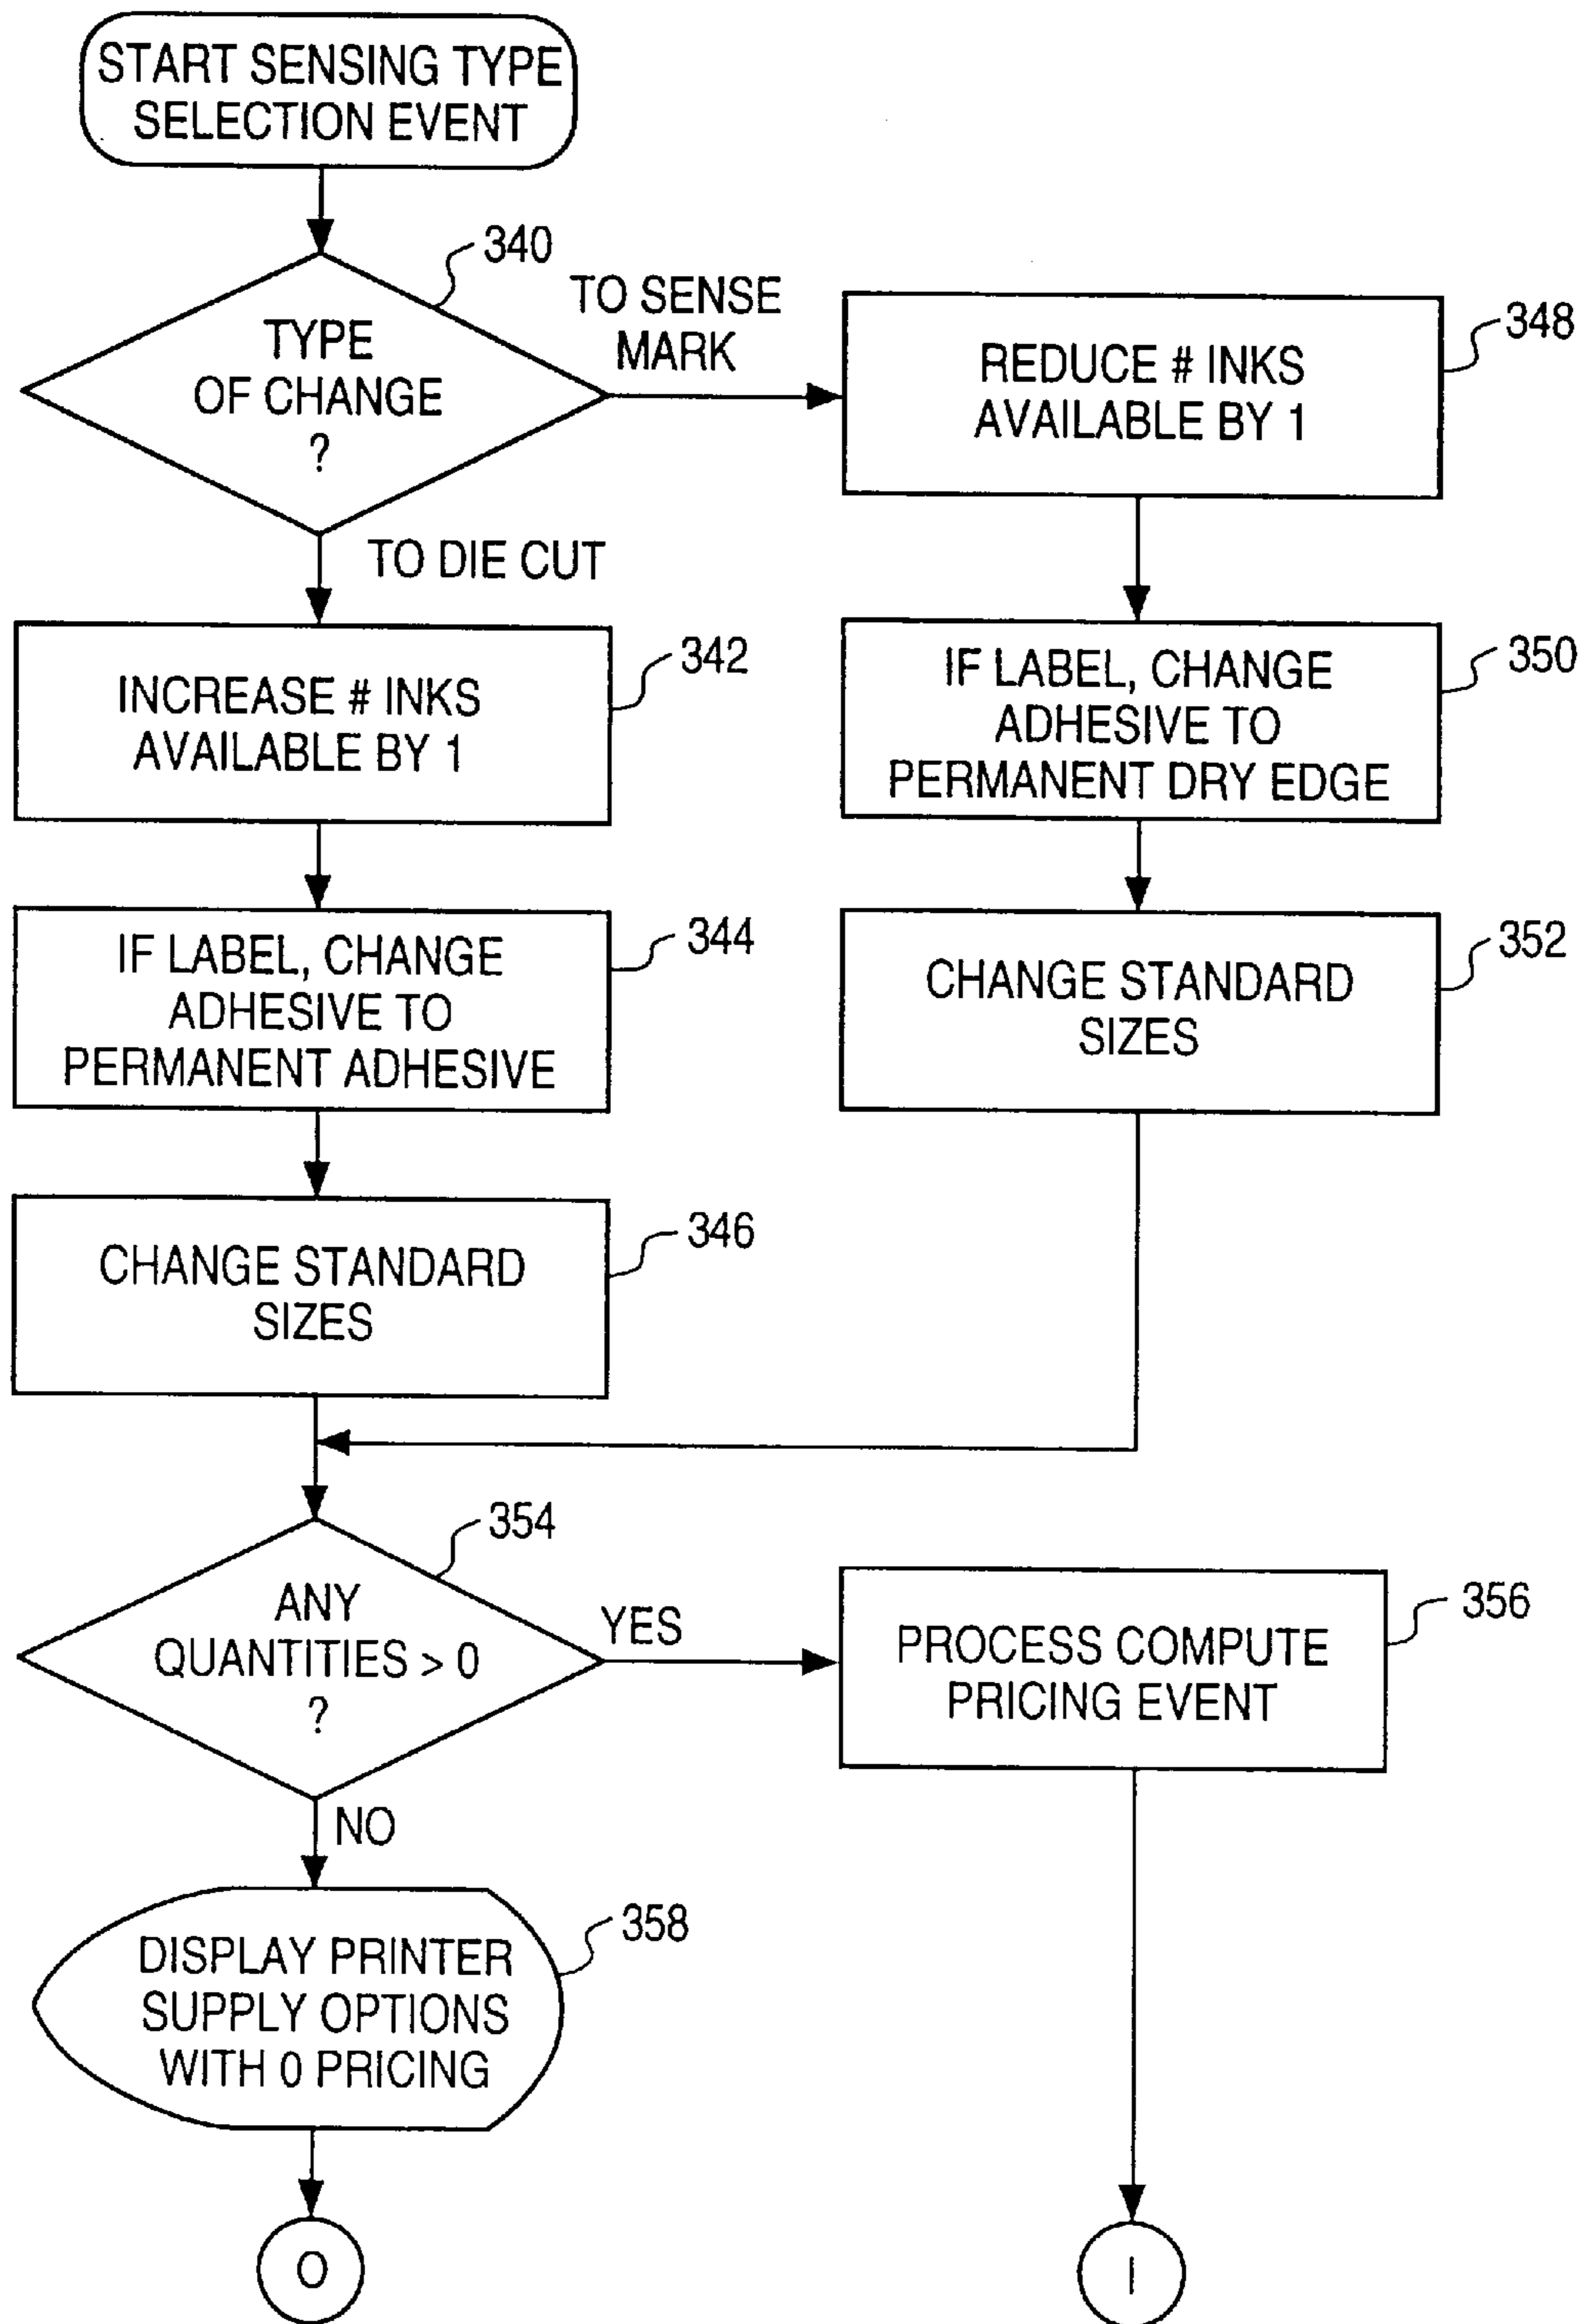 START SENSING TYPE
SELECTION EVENT
340
TYPE
OF CHANGE
?
TO SENSE
MARK
348
REDUCE # INKS
AVAILABLE BY 1
TO DIE CUT
342
INCREASE # INKS
AVAILABLE BY 1
350
IF LABEL, CHANGE
ADHESIVE TO
PERMANENT DRY EDGE
344
IF LABEL, CHANGE
ADHESIVE TO
PERMANENT ADHESIVE
352
CHANGE STANDARD
SIZES
346
CHANGE STANDARD
SIZES
354
ANY
QUANTITIES > 0
?
YES
356
PROCESS COMPUTE
PRICING EVENT
NO
358
DISPLAY PRINTER
SUPPLY OPTIONS
WITH 0 PRICING
O
I